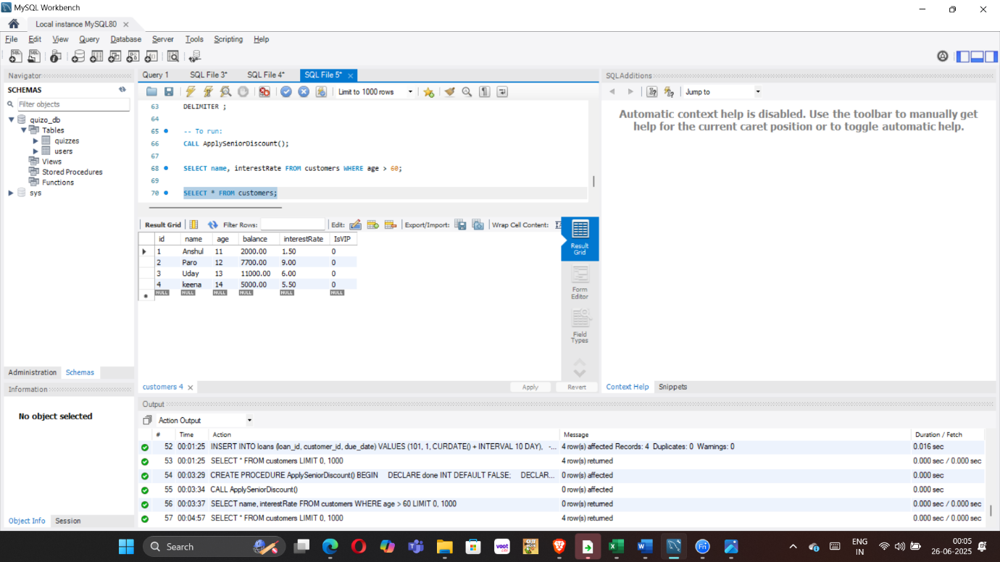 MySQL Workbench
Local instance MySQL80
File Edit View Query Database Server Tools Scripting Help
Navigator
SCHEMAS
Filter objects
quizo_db
Tables
quizzes
users
Views
Stored Procedures
Functions
sys
Administration Schemas
Information
No object selected
Object Info Session
Query 1 SQL File 3* SQL File 4* SQL File 5*
Limit to 1000 rows
63 DELIMITER ;
64
65 -- To run:
66 CALL ApplySeniorDiscount();
67
68 SELECT name, interestRate FROM customers WHERE age > 60;
69
70 SELECT * FROM customers;
Result Grid Filter Rows: Edit: Export/Import: Wrap Cell Content:
id name age balance interestRate IsVIP
1 Anshul 11 2000.00 1.50 0
2 Paro 12 7700.00 9.00 0
3 Uday 13 11000.00 6.00 0
4 keena 14 5000.00 5.50 0
NULL NULL NULL NULL NULL NULL
Result Grid
Form Editor
Field Types
customers 4 Apply Revert
SQLAdditions
Jump to
Automatic context help is disabled. Use the toolbar to manually get
help for the current caret position or to toggle automatic help.
Context Help Snippets
Output
Action Output
# Time Action Message Duration / Fetch
52 00:01:25 INSERT INTO loans (loan_id, customer_id, due_date) VALUES (101, 1, CURDATE() + INTERVAL 10 DAY), -... 4 row(s) affected Records: 4 Duplicates: 0 Warnings: 0 0.016 sec
53 00:01:25 SELECT * FROM customers LIMIT 0, 1000 4 row(s) returned 0.000 sec / 0.000 sec
54 00:03:29 CREATE PROCEDURE ApplySeniorDiscount() BEGIN DECLARE done INT DEFAULT FALSE; DECLAR... 0 row(s) affected 0.000 sec
55 00:03:34 CALL ApplySeniorDiscount() 0 row(s) affected 0.000 sec
56 00:03:37 SELECT name, interestRate FROM customers WHERE age > 60 LIMIT 0, 1000 0 row(s) returned 0.000 sec / 0.000 sec
57 00:04:57 SELECT * FROM customers LIMIT 0, 1000 4 row(s) returned 0.000 sec / 0.000 sec
Search
voot
ENG
IN
00:05
26-06-2025